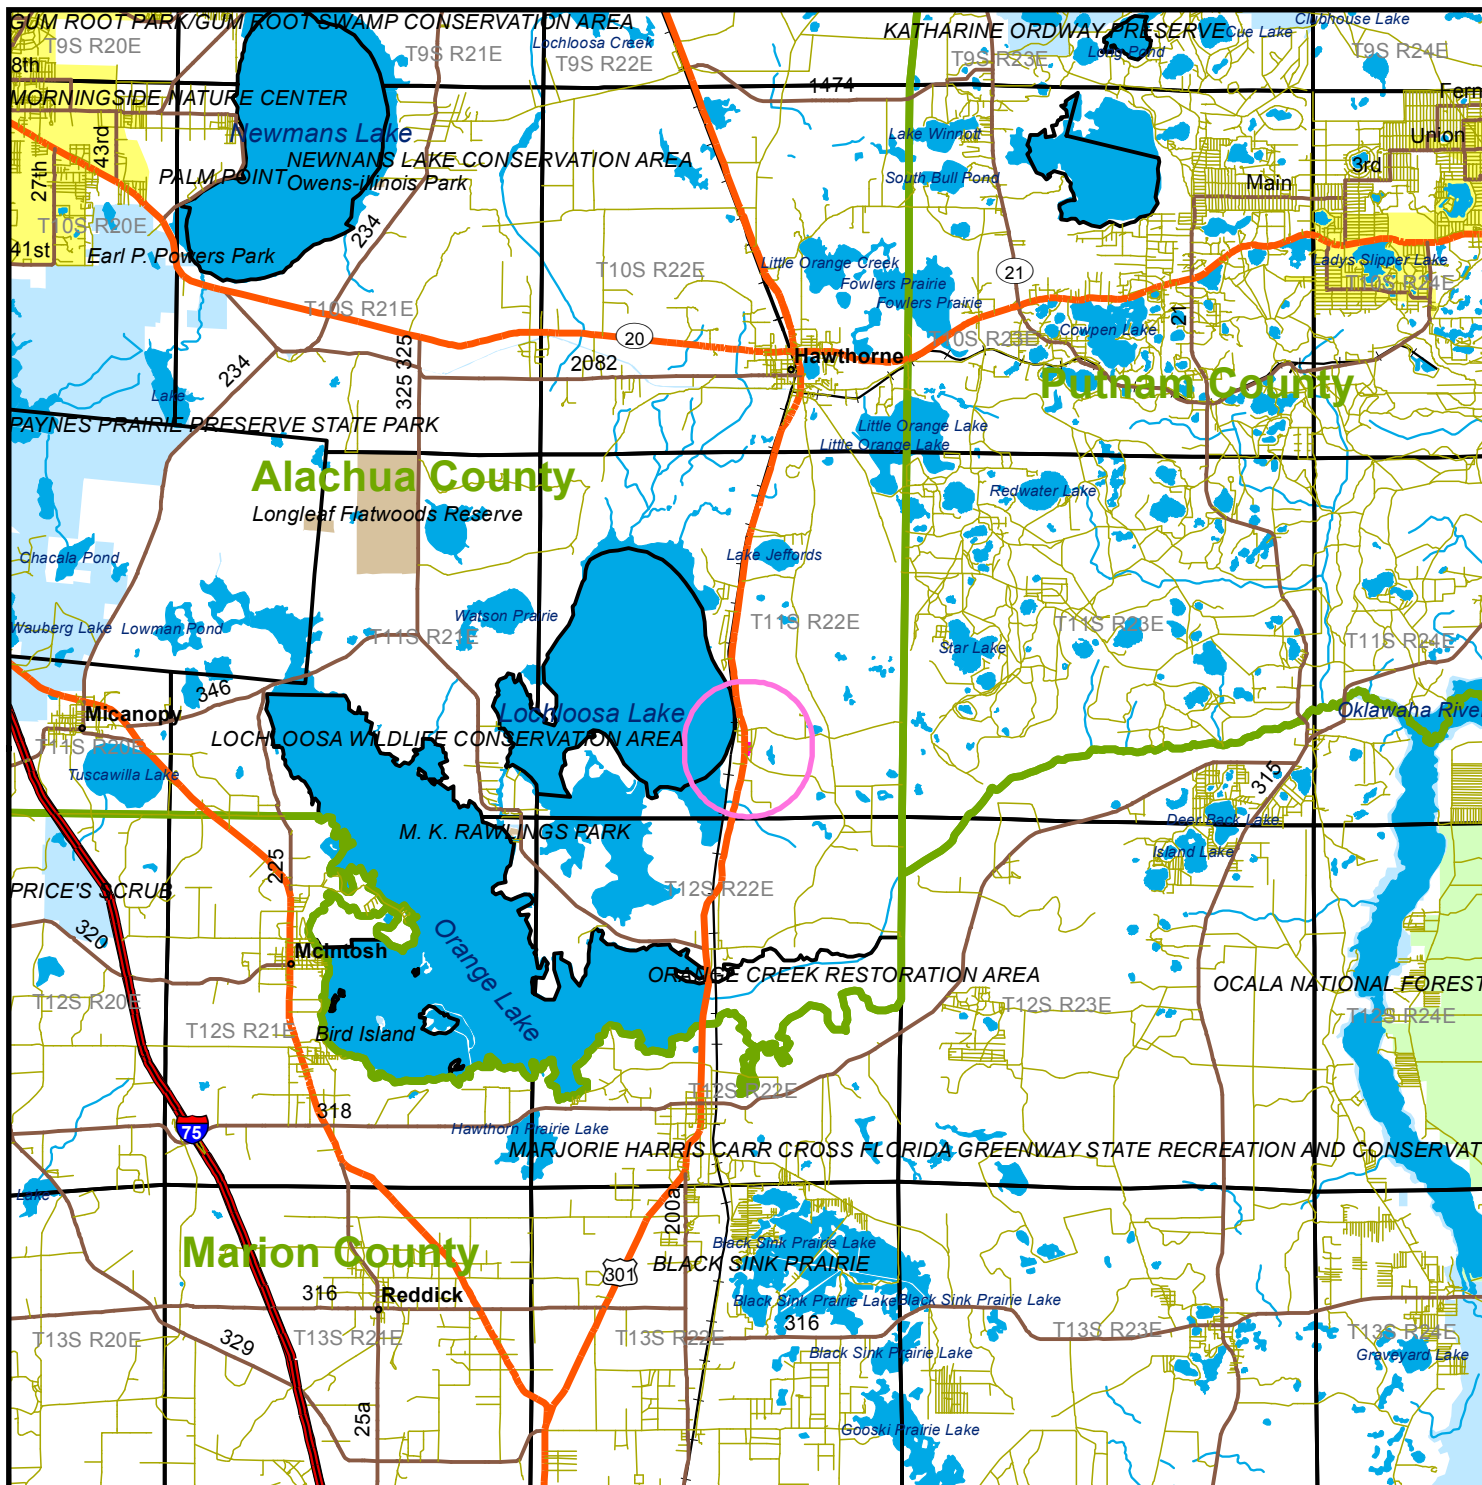 GUM ROOT PARK/GUM ROOT SWAMP CONSERVATION AREA
KATHARINE ORDWAY PRESERVE
Clubhouse Lake
Cue Lake
T9S R20E
T9S R21E
Lochloosa Creek
T9S R22E
T9S R23E
Long Pond
T9S R24E
8th
1474
Fern
MORNINGSIDE NATURE CENTER
Newmans Lake
43rd
Lake Winnott
Union
NEWNANS LAKE CONSERVATION AREA
3rd
27th
PALM POINT
Owens-illinois Park
South Bull Pond
Main
T10S R20E
234
41st
Earl P. Powers Park
T10S R22E
Little Orange Creek
21
Ladys Slipper Lake
Fowlers Prairie
T10S R24E
T10S R21E
Fowlers Prairie
21
20
T10S R23E
Cowpen Lake
325
2082
Hawthorne
234
325
Putnam County
Lake
PAYNES PRAIRIE PRESERVE STATE PARK
Little Orange Lake
Little Orange Lake
Alachua County
Redwater Lake
Longleaf Flatwoods Reserve
Chacala Pond
Lake Jeffords
Wauberg Lake
Lowman Pond
Watson Prairie
T11S R21E
T11S R22E
T11S R23E
T11S R24E
Star Lake
346
Micanopy
Lochloosa Lake
Oklawaha River
LOCHLOOSA WILDLIFE CONSERVATION AREA
T11S R20E
Tuscawilla Lake
315
M. K. RAWLINGS PARK
Deer Back Lake
Island Lake
225
PRICE'S SCRUB
T12S R22E
320
McIntosh
Orange Lake
ORANGE CREEK RESTORATION AREA
OCALA NATIONAL FOREST
T12S R20E
T12S R21E
Bird Island
T12S R23E
T12S R24E
T12S R22E
318
75
Hawthorn Prairie Lake
MARJORIE HARRIS CARR CROSS FLORIDA GREENWAY STATE RECREATION AND CONSERVAT
Lake
200a
Marion County
Black Sink Prairie Lake
BLACK SINK PRAIRIE
301
316
Reddick
Black Sink Prairie Lake
Black Sink Prairie Lake
316
T13S R20E
329
T13S R21E
T13S R22E
T13S R23E
T13S R24E
Black Sink Prairie Lake
Graveyard Lake
25a
Gooski Prairie Lake